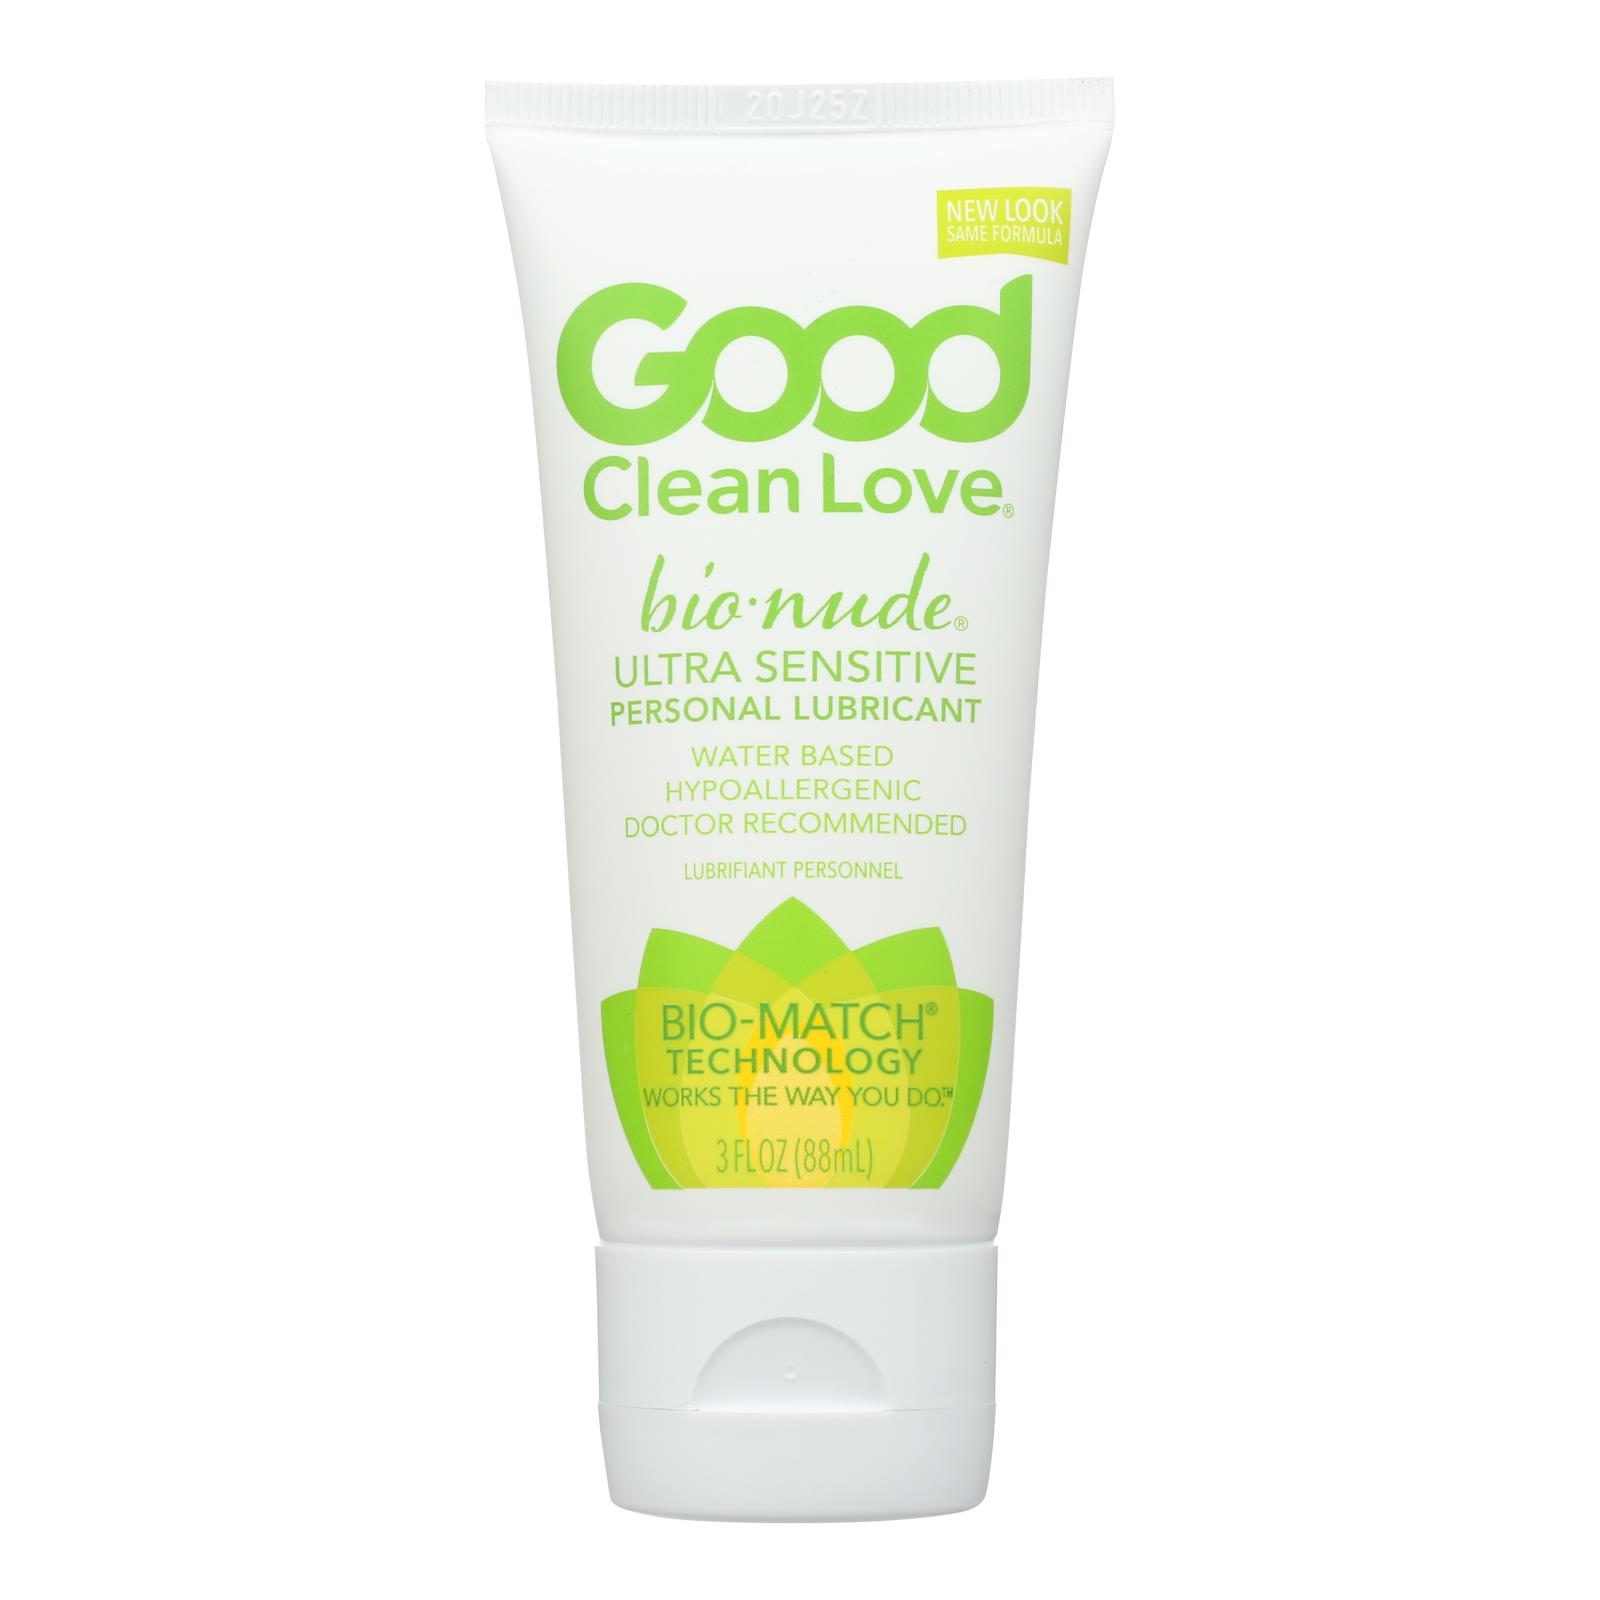 20J25Z
NEW LOOK
SAME FORMULA
Good
Clean Love®
bio·nude®
ULTRA SENSITIVE
PERSONAL LUBRICANT
WATER BASED
HYPOALLERGENIC
DOCTOR RECOMMENDED
LUBRIFIANT PERSONNEL
BIO-MATCH®
TECHNOLOGY
WORKS THE WAY YOU DO.™
3 FL OZ (88mL)